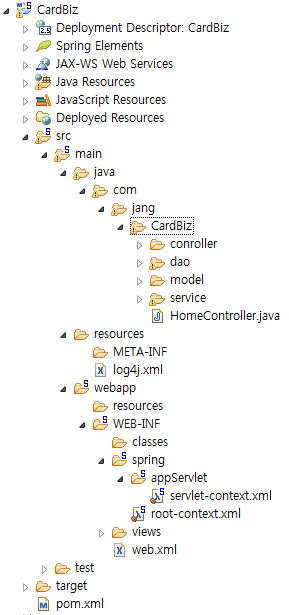 CardBiz
Deployment Descriptor: CardBiz
Spring Elements
JAX-WS Web Services
Java Resources
JavaScript Resources
Deployed Resources
src
main
java
com
jang
CardBiz
conroller
dao
model
service
HomeController.java
resources
META-INF
log4j.xml
webapp
resources
WEB-INF
classes
spring
appServlet
servlet-context.xml
root-context.xml
views
web.xml
test
target
pom.xml